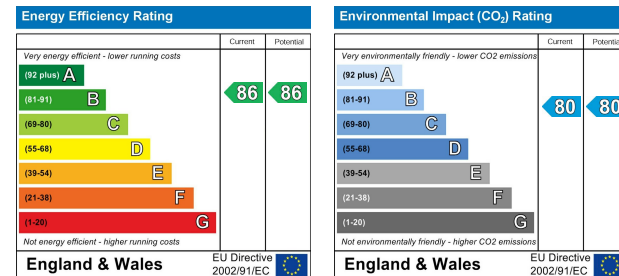 Energy Efficiency Rating
Current Potential
Very energy efficient - lower running costs
(92 plus) A
(81-91) B
86 86
(69-80) C
(55-68) D
(39-54) E
(21-38) F
(1-20) G
Not energy efficient - higher running costs
England & Wales
EU Directive
2002/91/EC
Environmental Impact (CO₂) Rating
Current Potential
Very environmentally friendly - lower CO2 emissions
(92 plus) A
(81-91) B
80 80
(69-80) C
(55-68) D
(39-54) E
(21-38) F
(1-20) G
Not environmentally friendly - higher CO2 emissions
England & Wales
EU Directive
2002/91/EC